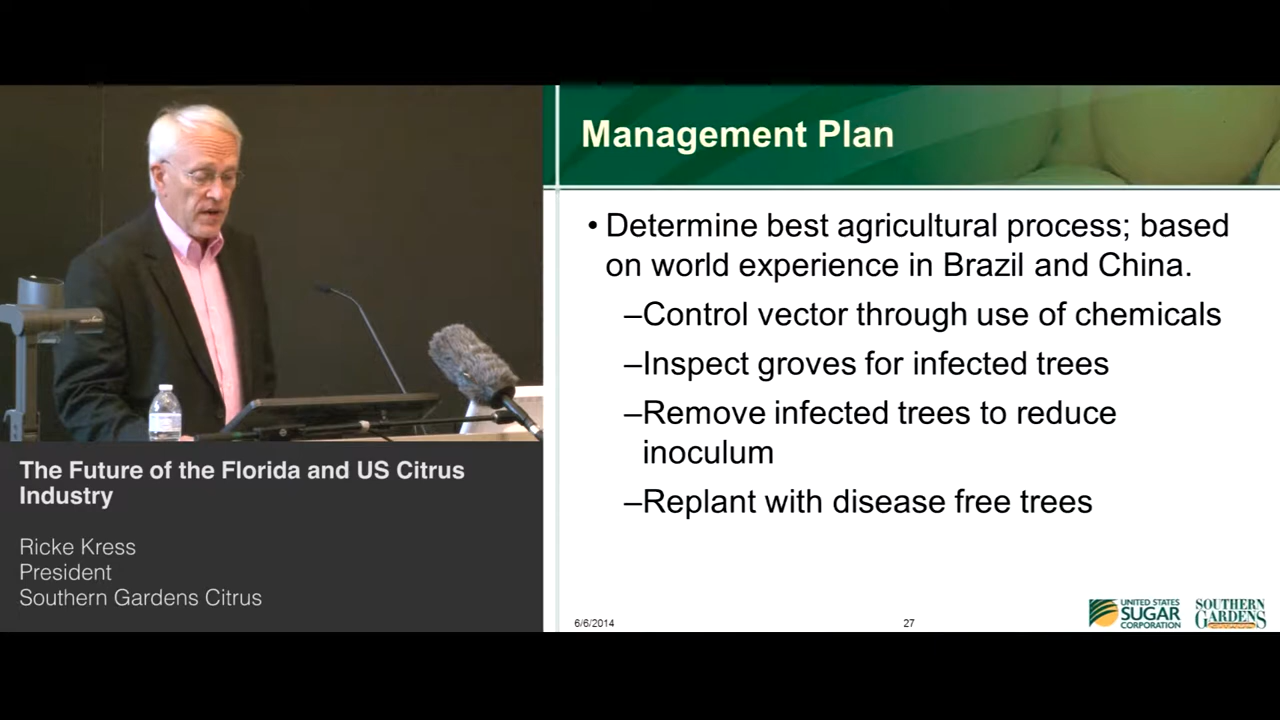 Management Plan
• Determine best agricultural process; based
on world experience in Brazil and China.
–Control vector through use of chemicals
–Inspect groves for infected trees
–Remove infected trees to reduce
inoculum
–Replant with disease free trees
6/6/2014
27
UNITED STATES
SUGAR
CORPORATION
SOUTHERN
GARDENS
The Future of the Florida and US Citrus
Industry
Ricke Kress
President
Southern Gardens Citrus